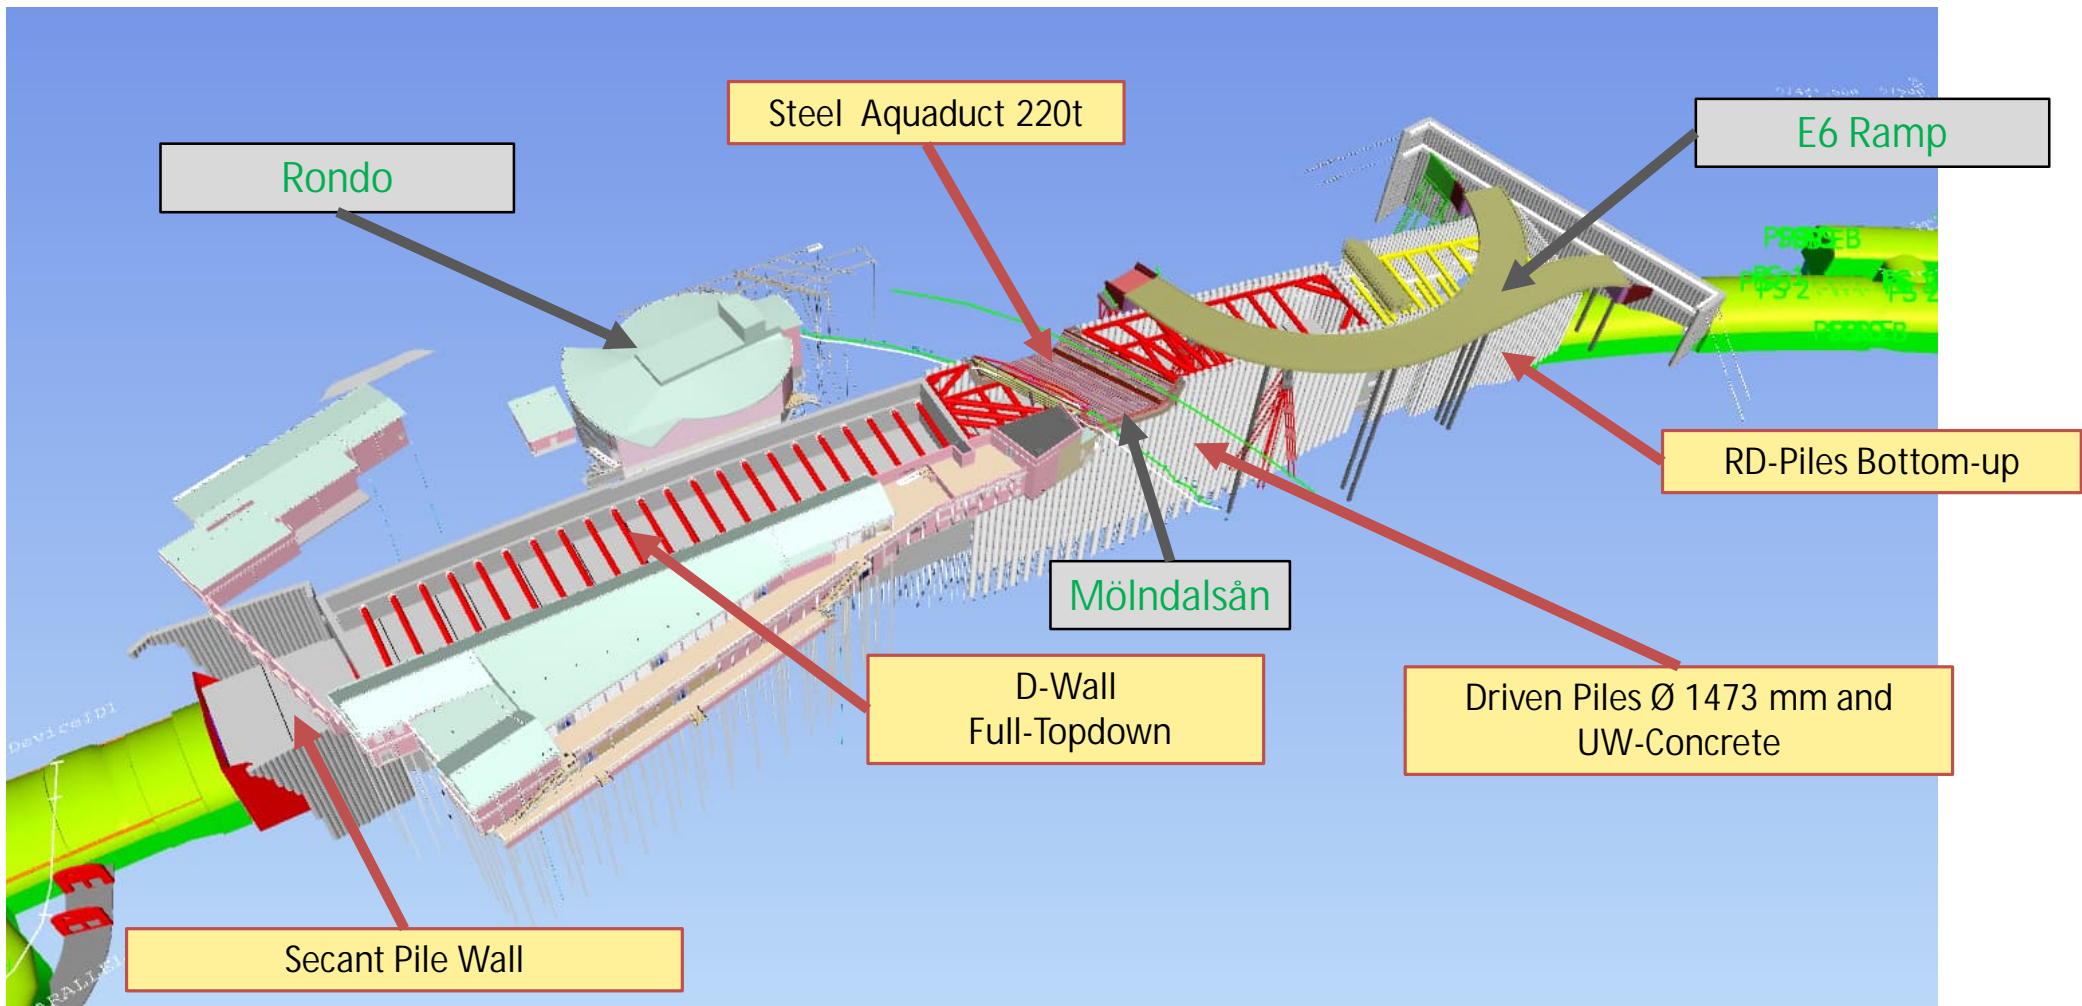 Steel Aquaduct 220t
E6 Ramp
Rondo
RD-Piles Bottom-up
Mölndalsån
D-Wall
Full-Topdown
Driven Piles Ø 1473 mm and
UW-Concrete
Secant Pile Wall